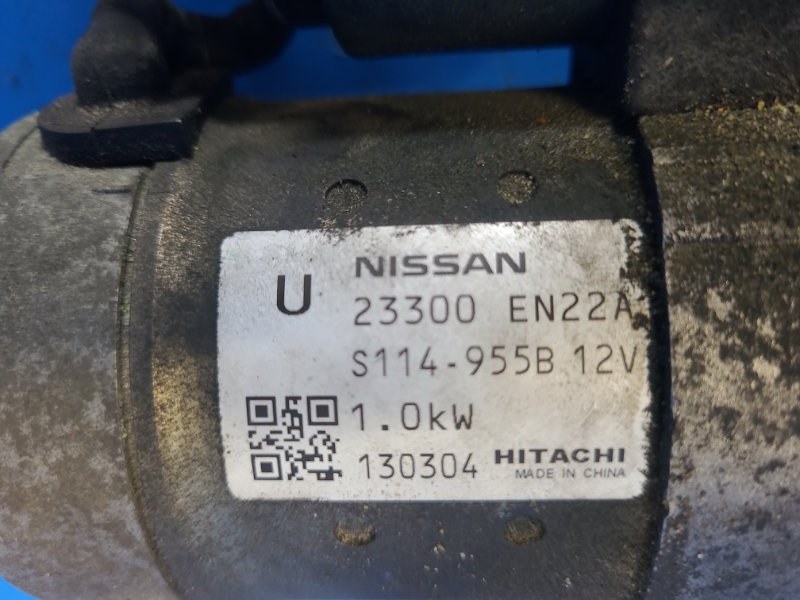 U NISSAN
23300 EN22A
S114-955B 12V
1.0kW
130304 HITACHI
MADE IN CHINA